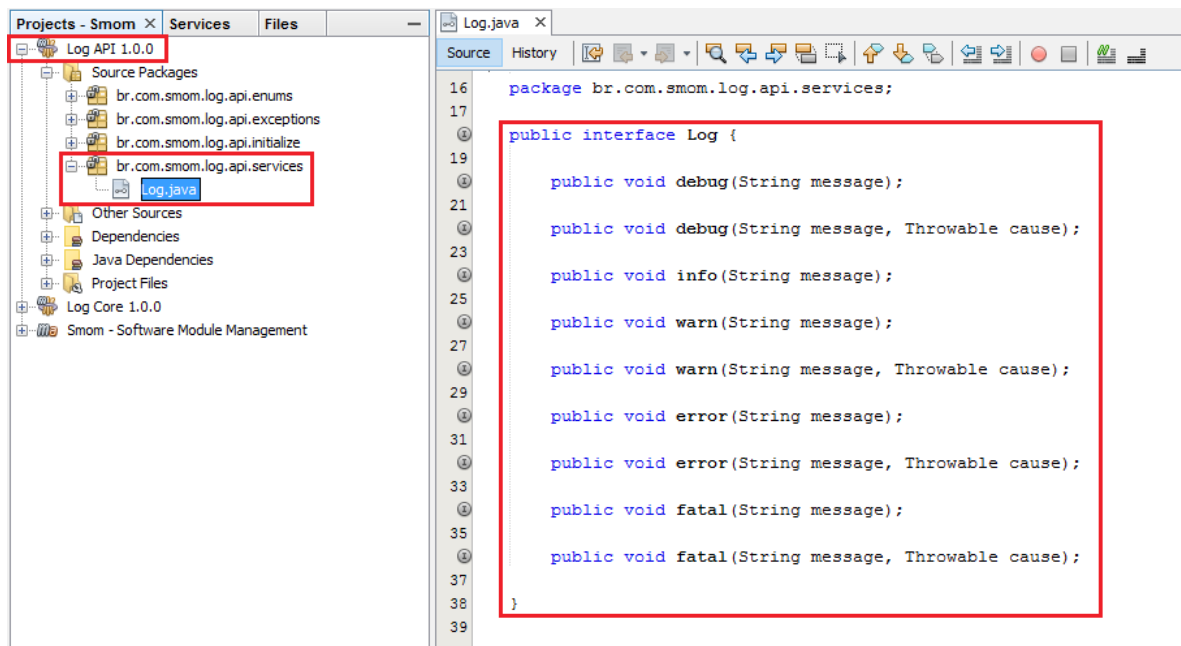 Projects - Smom × Services Files
Log API 1.0.0
Source Packages
br.com.smom.log.api.enums
br.com.smom.log.api.exceptions
br.com.smom.log.api.initialize
br.com.smom.log.api.services
Log.java
Other Sources
Dependencies
Java Dependencies
Project Files
Log Core 1.0.0
Smom - Software Module Management
Log.java ×
Source History
16 package br.com.smom.log.api.services;
17
public interface Log {
19
public void debug(String message);
21
public void debug(String message, Throwable cause);
23
public void info(String message);
25
public void warn(String message);
27
public void warn(String message, Throwable cause);
29
public void error(String message);
31
public void error(String message, Throwable cause);
33
public void fatal(String message);
35
public void fatal(String message, Throwable cause);
37
38 }
39